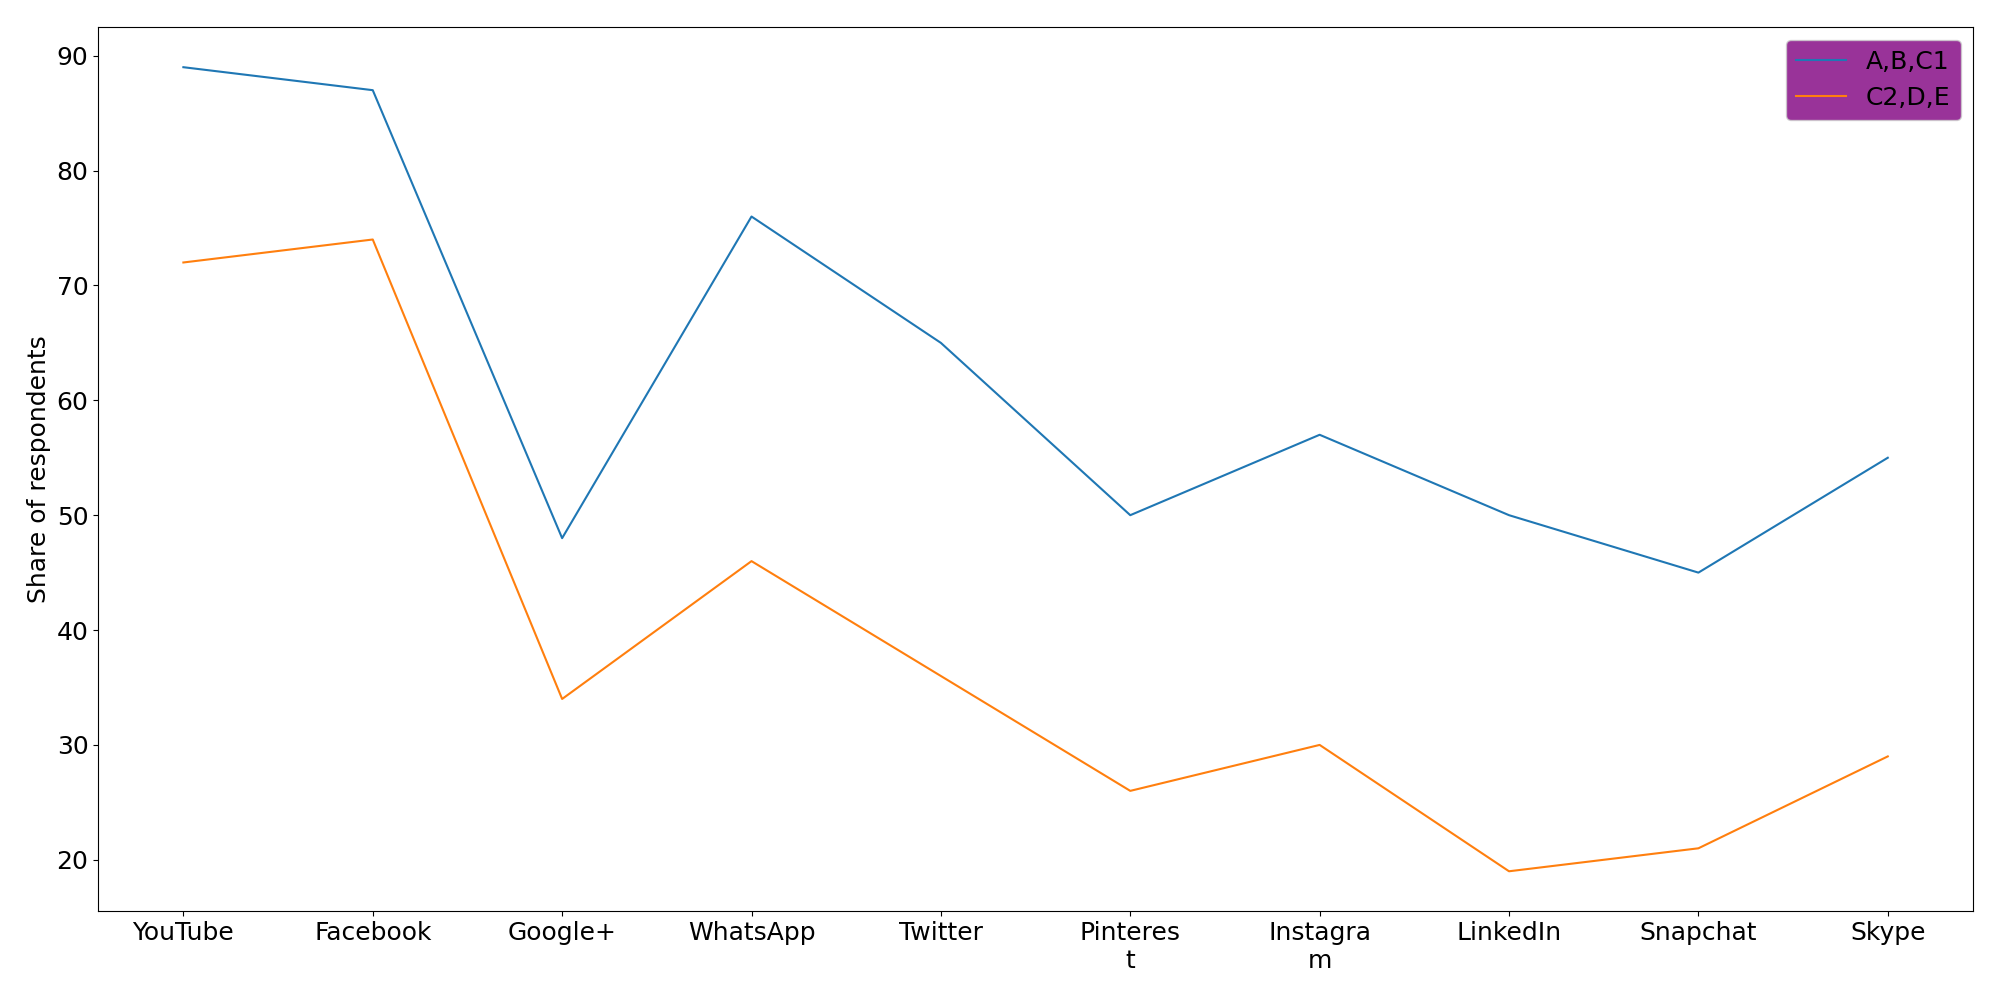 90
80
70
60
50
40
30
20
Share of respondents
A,B,C1
C2,D,E
YouTube
Facebook
Google+
WhatsApp
Twitter
Pinteres
t
Instagra
m
LinkedIn
Snapchat
Skype